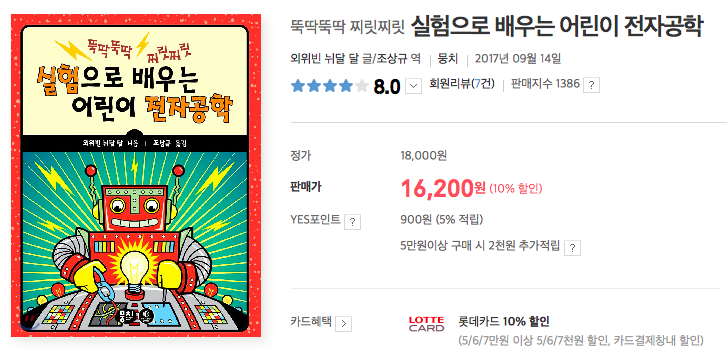 뚝딱뚝딱 찌릿찌릿
실험으로 배우는
어린이 전자공학
외위빈 뉘달 달 지음 | 조상규 옮김
뭉치
뚝딱뚝딱 찌릿찌릿 실험으로 배우는 어린이 전자공학
외위빈 뉘달 달 글/조상규 역 | 뭉치 | 2017년 09월 14일
8.0 회원리뷰(7건) | 판매지수 1386 ?
정가 18,000원
판매가 16,200원 (10% 할인)
YES포인트 ? 900원 (5% 적립)
5만원이상 구매 시 2천원 추가적립 ?
카드혜택 > LOTTE CARD 롯데카드 10% 할인
(5/6/7만원 이상 5/6/7천원 할인, 카드결제창내 할인)